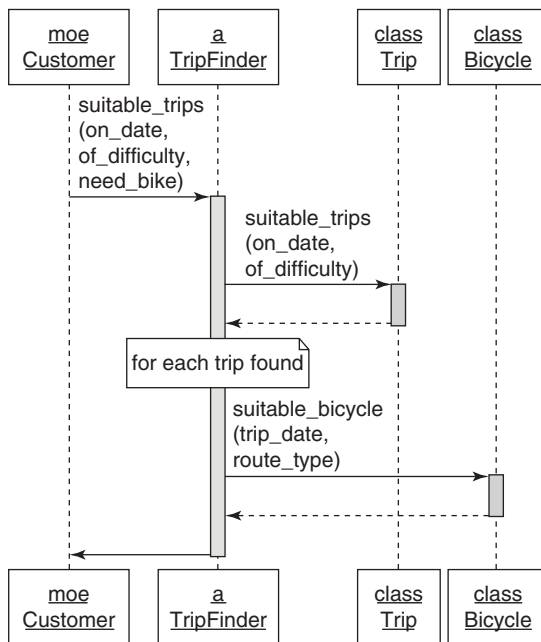 moe
Customer
a
TripFinder
class
Trip
class
Bicycle
suitable_trips
(on_date,
of_difficulty,
need_bike)
suitable_trips
(on_date,
of_difficulty)
for each trip found
suitable_bicycle
(trip_date,
route_type)
moe
Customer
a
TripFinder
class
Trip
class
Bicycle